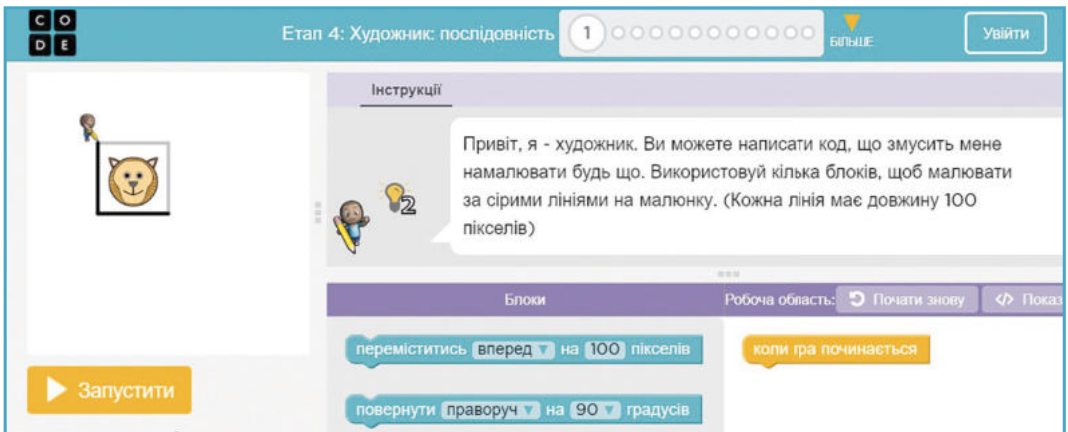 C O
D E
Етап 4: Художник: послідовність
1
БІЛЬШЕ
Увійти
Інструкції
Привіт, я - художник. Ви можете написати код, що змусить мене
намалювати будь що. Використовуй кілька блоків, щоб малювати
за сірими лініями на малюнку. (Кожна лінія має довжину 100
пікселів)
2
Блоки
Робоча область:
Почати знову
</> Показ
переміститись вперед на 100 пікселів
коли гра починається
Запустити
повернути праворуч на 90 градусів